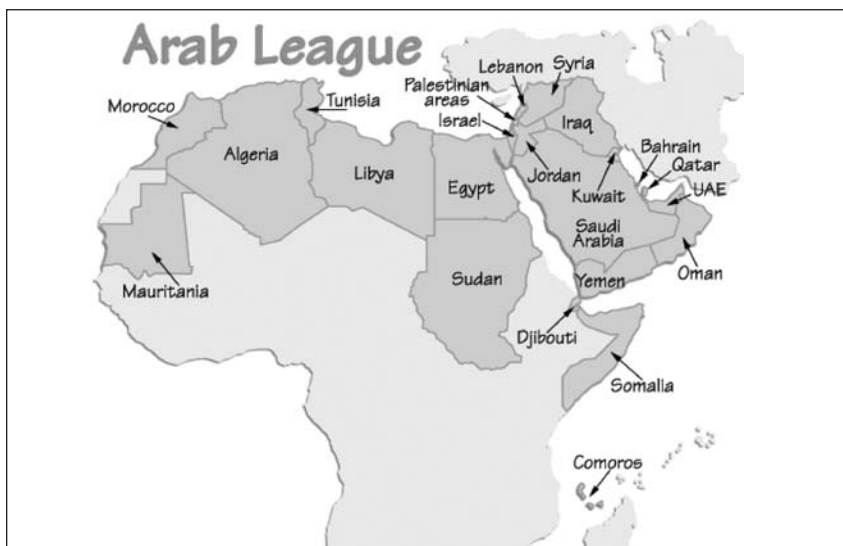 Arab League
Lebanon
Syria
Palestinian
areas
Israel
Morocco
Tunisia
Iraq
Algeria
Libya
Egypt
Jordan
Bahrain
Qatar
Kuwait
UAE
Saudi
Arabia
Mauritania
Sudan
Yemen
Oman
Djibouti
Somalia
Comoros